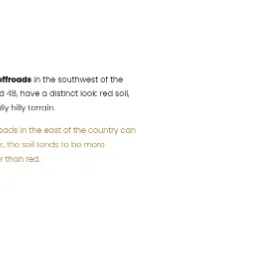 offroads in the southwest of the
d 48, have a distinct look: red soil,
lly hilly terrain.
oads in the east of the country can
r, the soil tends to be more
r than red.